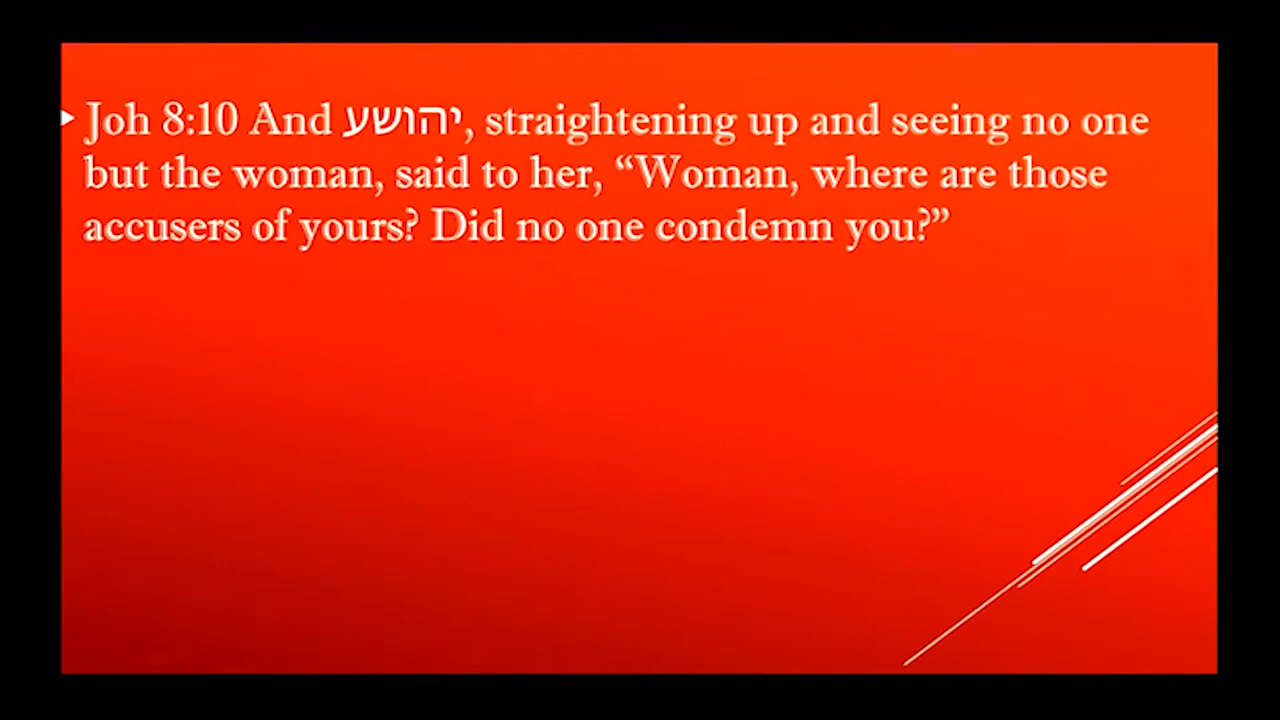 Joh 8:10 And יהושע, straightening up and seeing no one
but the woman, said to her, “Woman, where are those
accusers of yours? Did no one condemn you?”